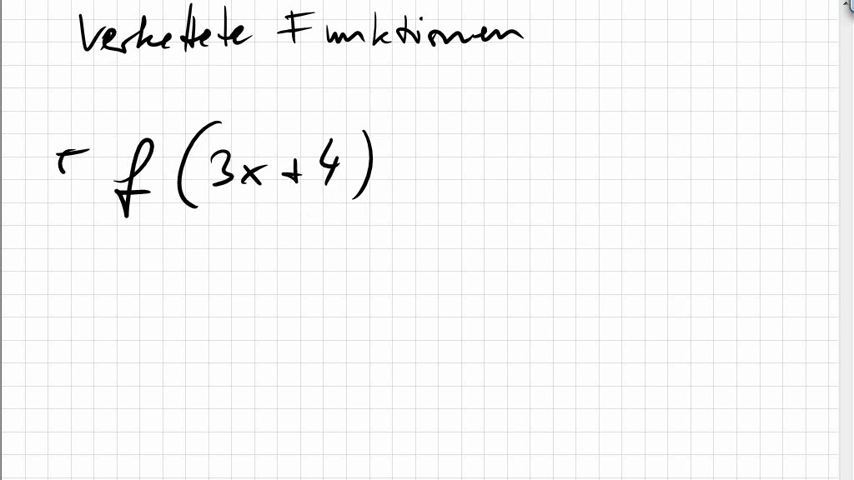 Verkettete Funktionen
f (3x + 4)